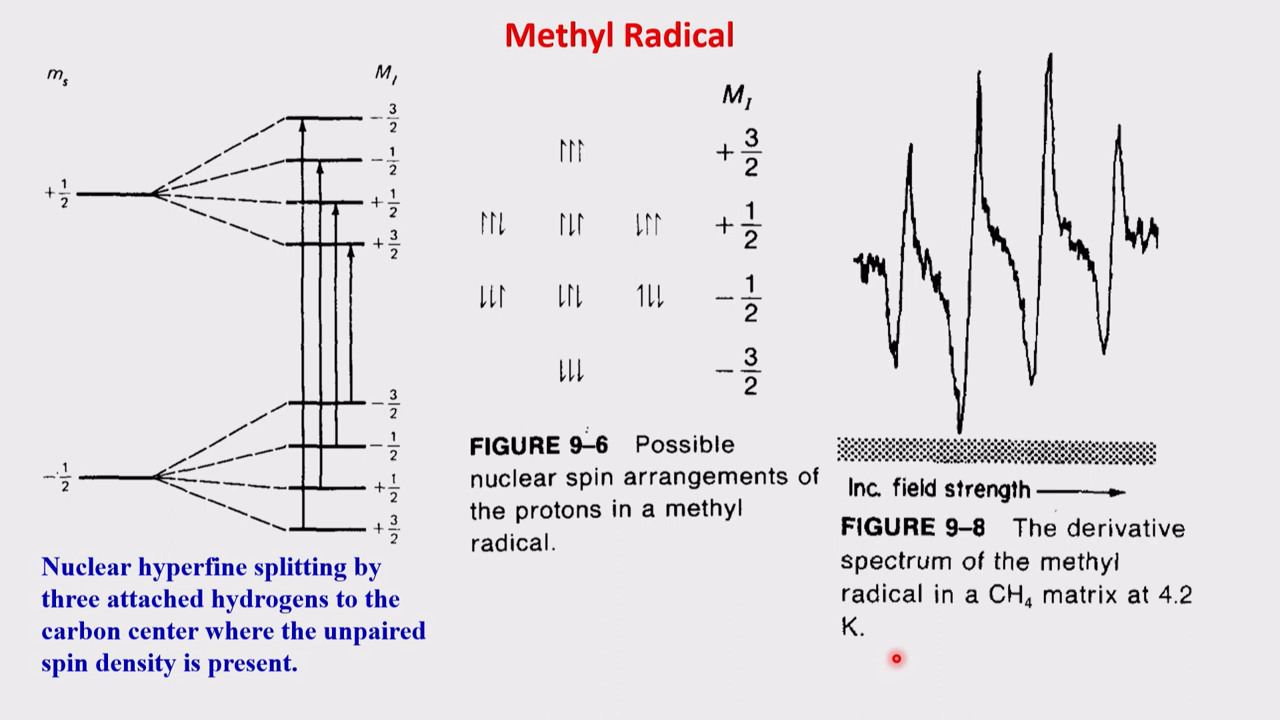 Methyl Radical
m_s
M_I
+1/2
-3/2
-1/2
+1/2
+3/2
-1/2
-3/2
-1/2
+1/2
+3/2
Nuclear hyperfine splitting by
three attached hydrogens to the
carbon center where the unpaired
spin density is present.
M_I
+3/2
+1/2
-1/2
-3/2
FIGURE 9–6 Possible
nuclear spin arrangements of
the protons in a methyl
radical.
Inc. field strength
FIGURE 9–8 The derivative
spectrum of the methyl
radical in a CH₄ matrix at 4.2
K.